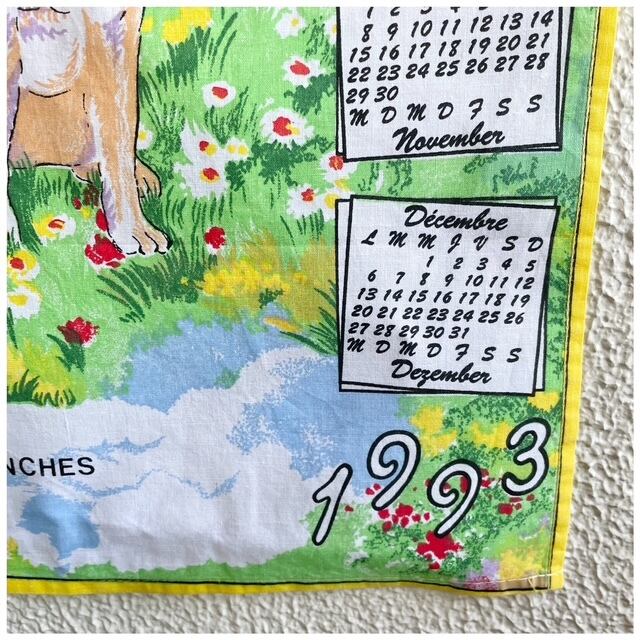 1 2 3 4 5 6 7
8 9 10 11 12 13 14
15 16 17 18 19 20 21
22 23 24 25 26 27 28
29 30
M D M D F S S
November
Décembre
L M M J V S D
1 2 3 4 5
6 7 8 9 10 11 12
13 14 15 16 17 18 19
20 21 22 23 24 25 26
27 28 29 30 31
M D M D F S S
Dezember
NCHES
1993